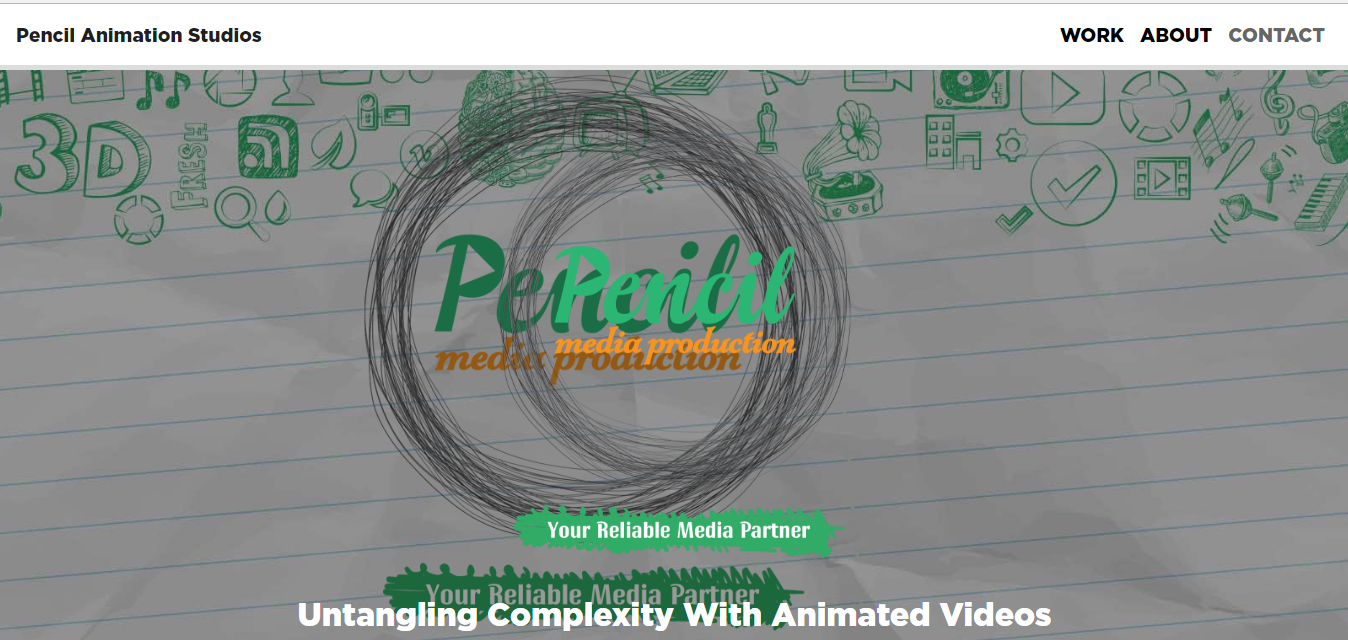 Pencil Animation Studios
WORK ABOUT CONTACT
3D
FRESH
Pencil
Pencil
media production
media production
Your Reliable Media Partner
Your Reliable Media Partner
Untangling Complexity With Animated Videos